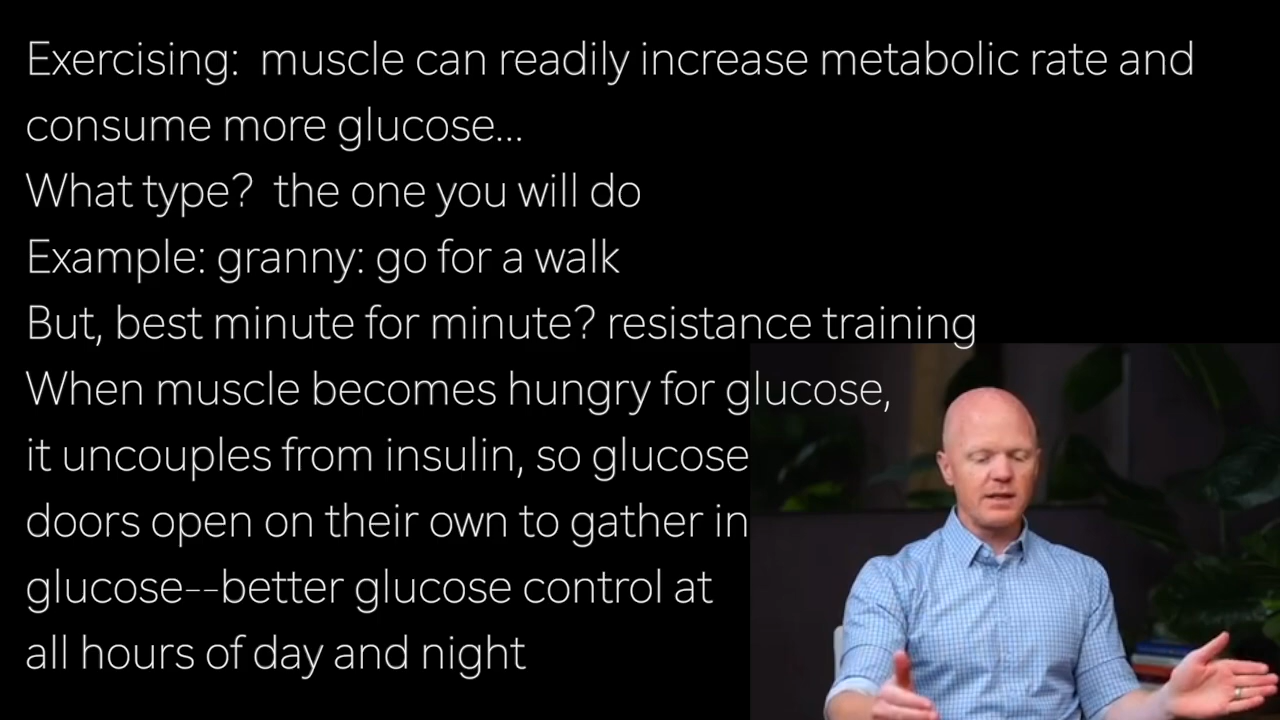 Exercising:  muscle can readily increase metabolic rate and
consume more glucose...
What type?  the one you will do
Example: granny: go for a walk
But, best minute for minute? resistance training
When muscle becomes hungry for glucose,
it uncouples from insulin, so glucose
doors open on their own to gather in
glucose--better glucose control at
all hours of day and night